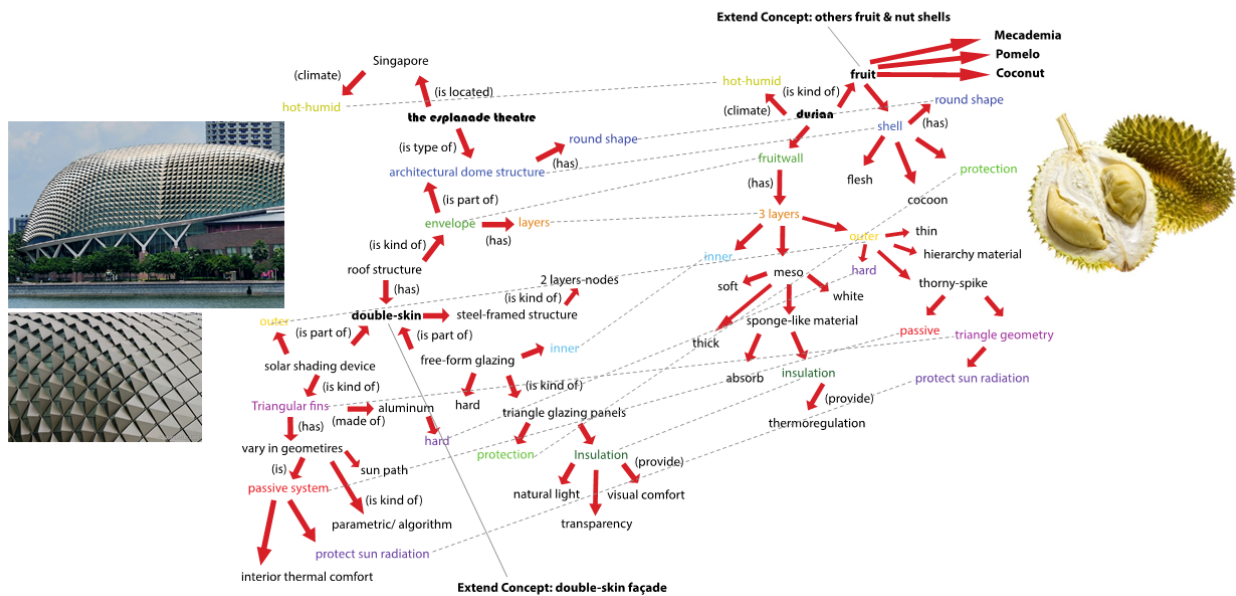 Extend Concept: others fruit & nut shells
Mecademia
Pomelo
Coconut
Singapore
(climate)
hot-humid
(is located)
the esplanade theatre
(is type of)
round shape
(has)
architectural dome structure
(is part of)
envelope
layers
(has)
(is kind of)
roof structure
(has)
2 layers-nodes
(is kind of)
outer
double-skin
steel-framed structure
(is part of)
(is part of)
solar shading device
free-form glazing
inner
(is kind of)
hard
(is kind of)
Triangular fins
aluminum
(made of)
(has)
triangle glazing panels
hard
vary in geometires
(is)
sun path
protection
Insulation
(provide)
passive system
(is kind of)
natural light
visual comfort
parametric/ algorithm
transparency
protect sun radiation
interior thermal comfort
Extend Concept: double-skin façade
hot-humid
fruit
(is kind of)
(climate)
durian
round shape
shell
(has)
fruitwall
(has)
flesh
protection
cocoon
3 layers
outer
thin
inner
hierarchy material
meso
hard
soft
white
thorny-spike
sponge-like material
passive
triangle geometry
thick
absorb
insulation
protect sun radiation
(provide)
thermoregulation